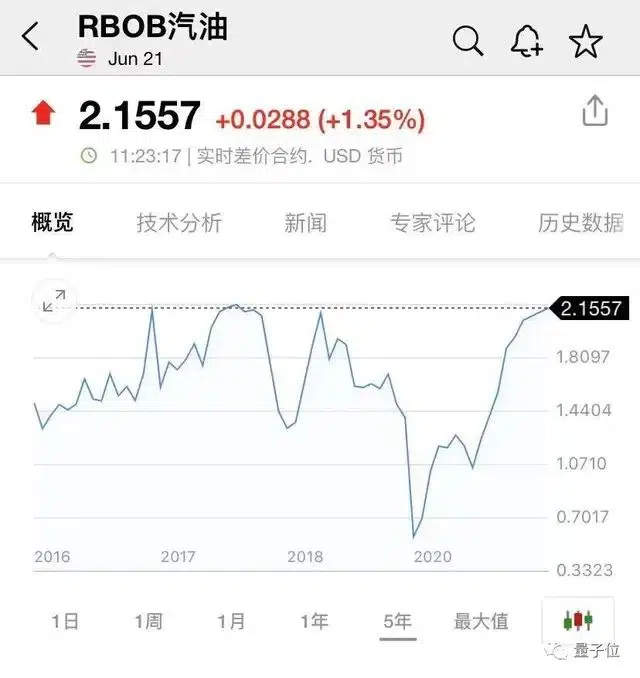 RBOB汽油
Jun 21
2.1557 +0.0288 (+1.35%)
11:23:17 | 实时差价合约. USD 货币
概览 技术分析 新闻 专家评论 历史数据
2.1557
1.8097
1.4404
1.0710
0.7017
2016 2017 2018 2020
0.3323
1日 1周 1月 1年 5年 最大值
量子位